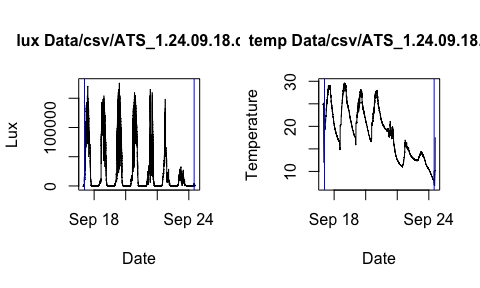 lux Data/csv/ATS_1.24.09.18.c
temp Data/csv/ATS_1.24.09.18.
Lux
0
100000
Sep 18
Sep 24
Date
Temperature
10
20
30
Sep 18
Sep 24
Date